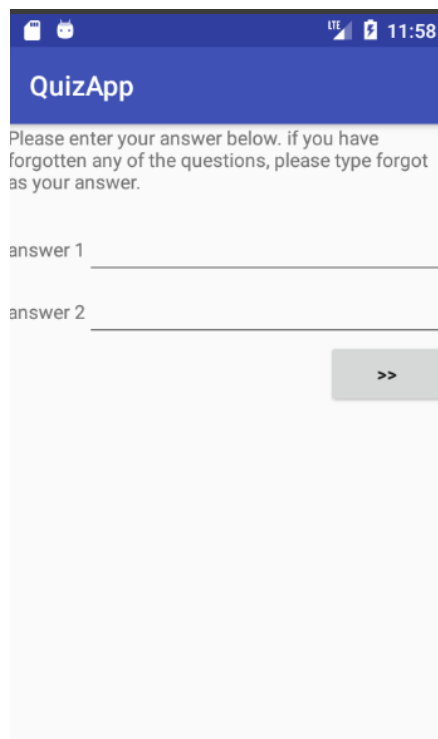 LTE 11:58
QuizApp
Please enter your answer below. if you have
forgotten any of the questions, please type forgot
as your answer.
answer 1
answer 2
>>